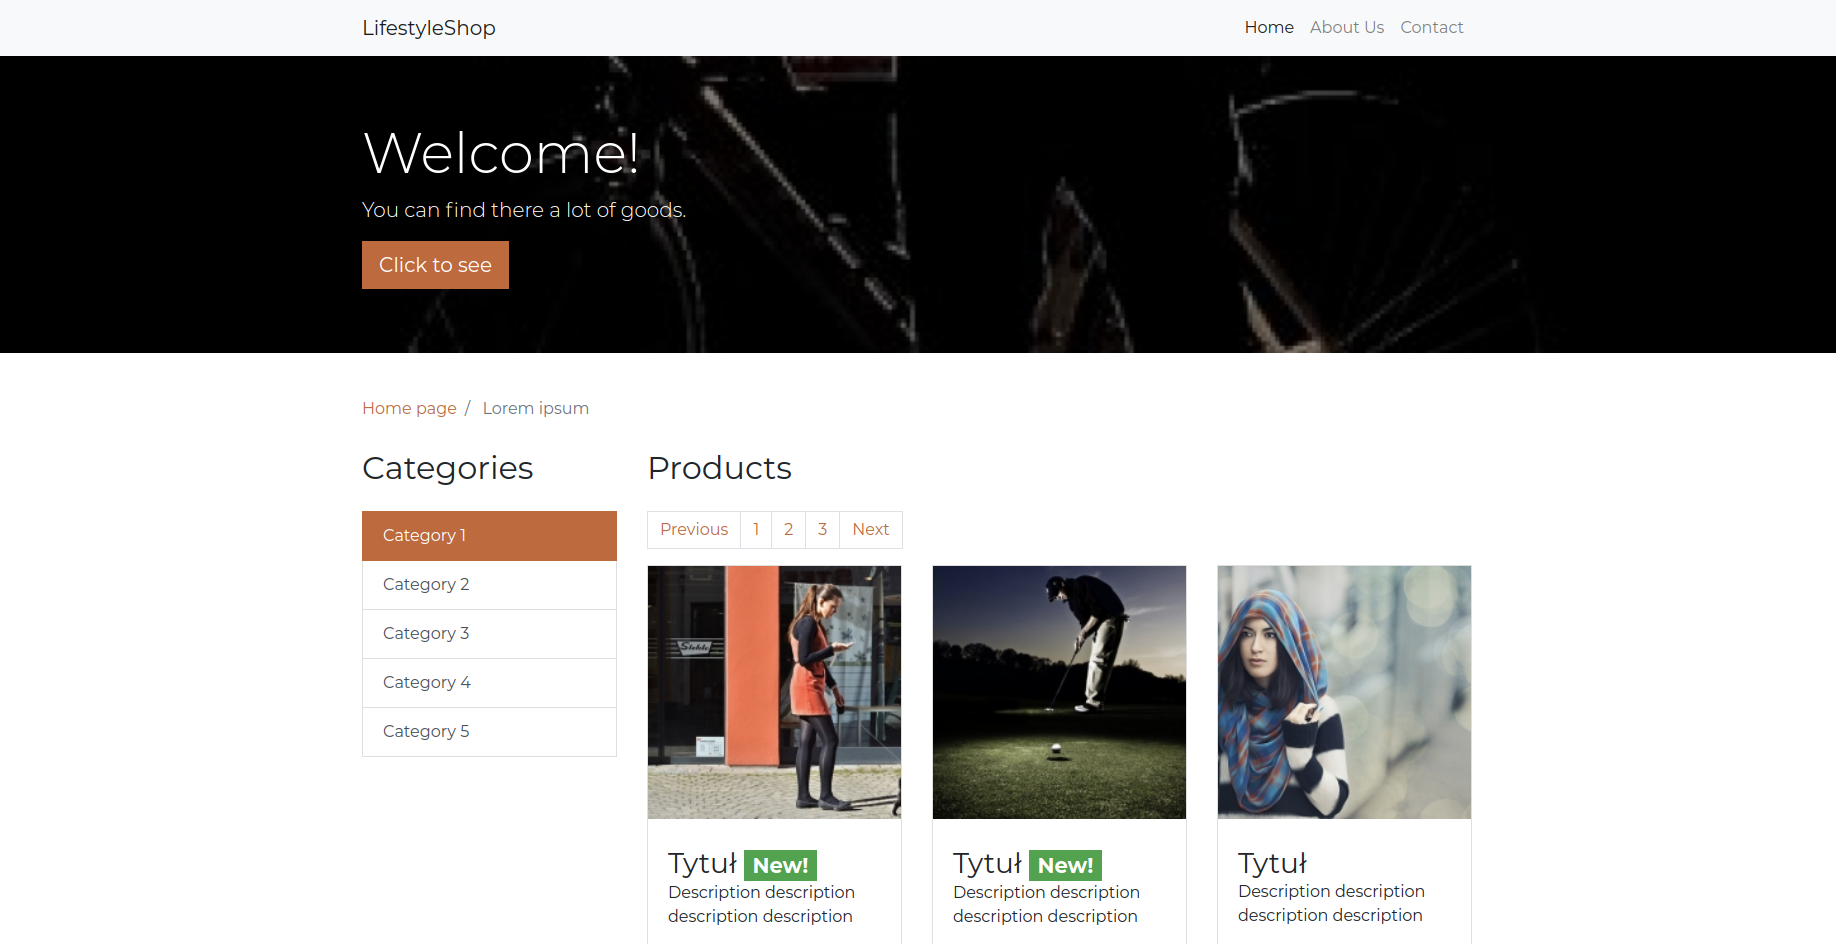 LifestyleShop
Home About Us Contact
Welcome!
You can find there a lot of goods.
Click to see
Home page / Lorem ipsum
Categories
Category 1
Category 2
Category 3
Category 4
Category 5
Products
Previous 1 2 3 Next
Tytuł New!
Description description
description description
Tytuł New!
Description description
description description
Tytuł
Description description
description description